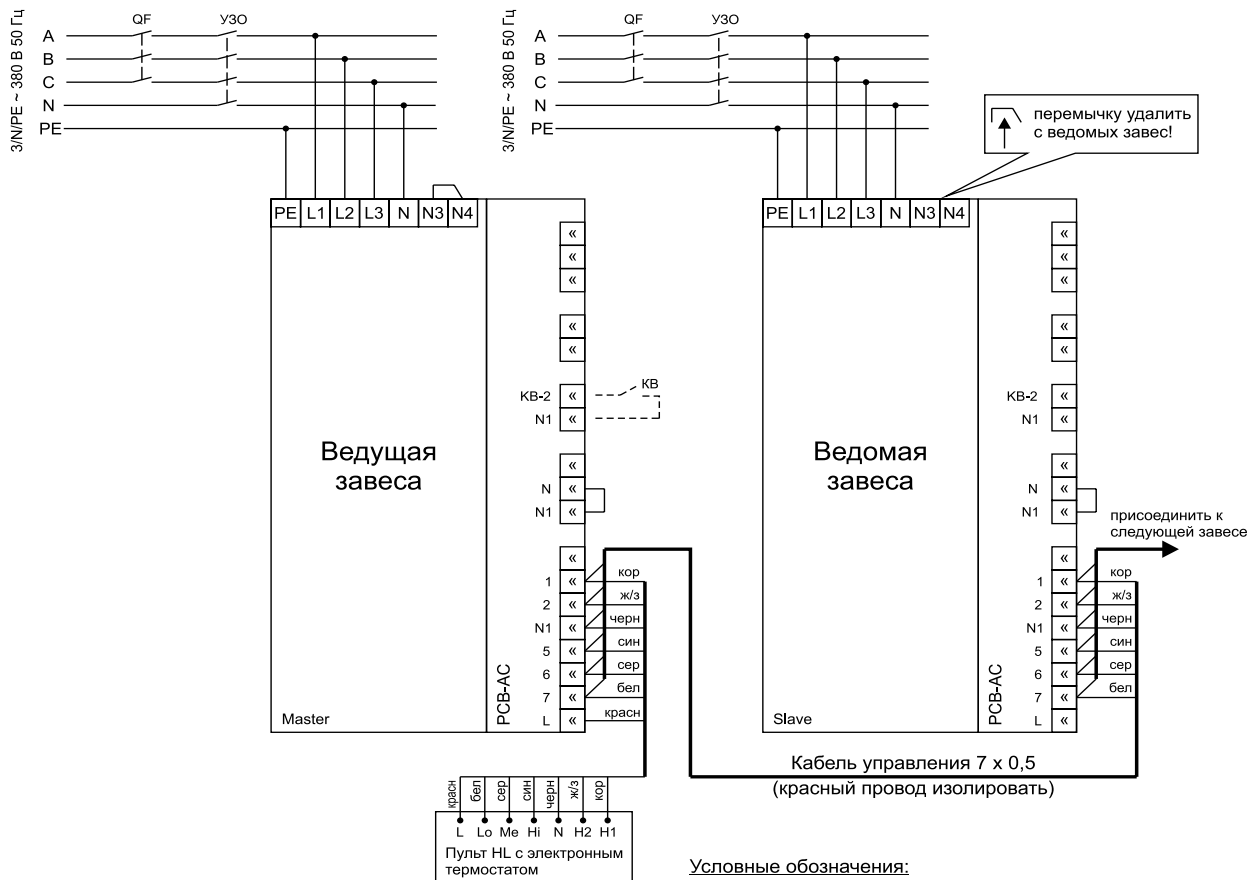 QF УЗО
A
B
C
N
PE
3/N/PE ~ 380 В 50 Гц
QF УЗО
A
B
C
N
PE
3/N/PE ~ 380 В 50 Гц
перемычку удалить
с ведомых завес!
PE L1 L2 L3 N N3 N4
«
«
«
«
«
КВ-2 « КВ
N1 «
Ведущая
завеса
«
N «
N1 «
«
1 « кор
2 « ж/з
N1 « черн
5 « син
6 « сер
7 « бел
L « красн
PCB-AC
Master
PE L1 L2 L3 N N3 N4
«
«
«
«
«
КВ-2 «
N1 «
Ведомая
завеса
«
N «
N1 «
присоединить к
следующей завесе
«
1 « кор
2 « ж/з
N1 « черн
5 « син
6 « сер
7 « бел
L «
PCB-AC
Slave
Кабель управления 7 x 0,5
(красный провод изолировать)
красн бел сер син черн ж/з кор
L Lo Me Hi N H2 H1
Пульт HL с электронным
термостатом
Условные обозначения: